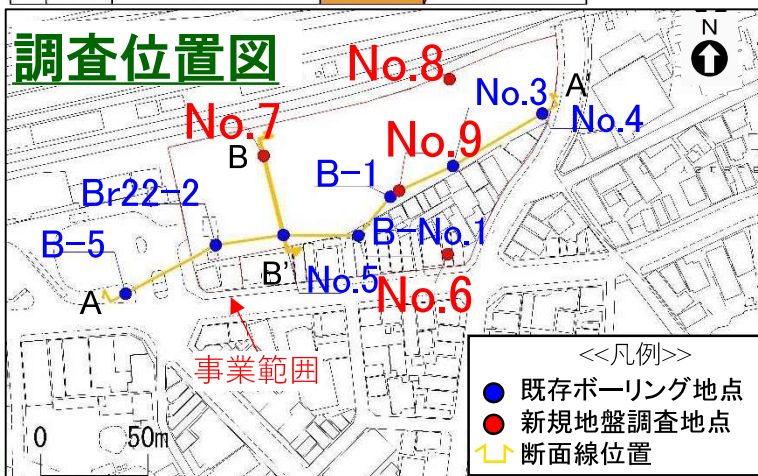 調査位置図
N
No.8
No.3
A'
No.4
No.7
No.9
B
B-1
Br22-2
B-No.1
B-5
B'
No.5
A
No.6
事業範囲
<<凡例>>
既存ボーリング地点
新規地盤調査地点
断面線位置
0 50m